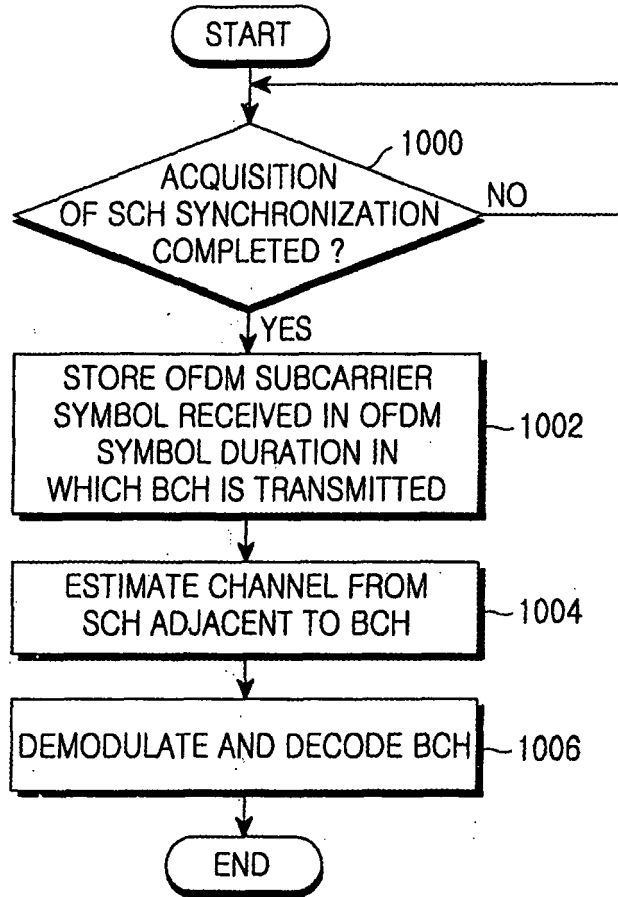 START
1000
ACQUISITION
OF SCH SYNCHRONIZATION
COMPLETED ?
NO
YES
STORE OFDM SUBCARRIER
SYMBOL RECEIVED IN OFDM
SYMBOL DURATION IN
WHICH BCH IS TRANSMITTED
1002
ESTIMATE CHANNEL FROM
SCH ADJACENT TO BCH
1004
DEMODULATE AND DECODE BCH
1006
END